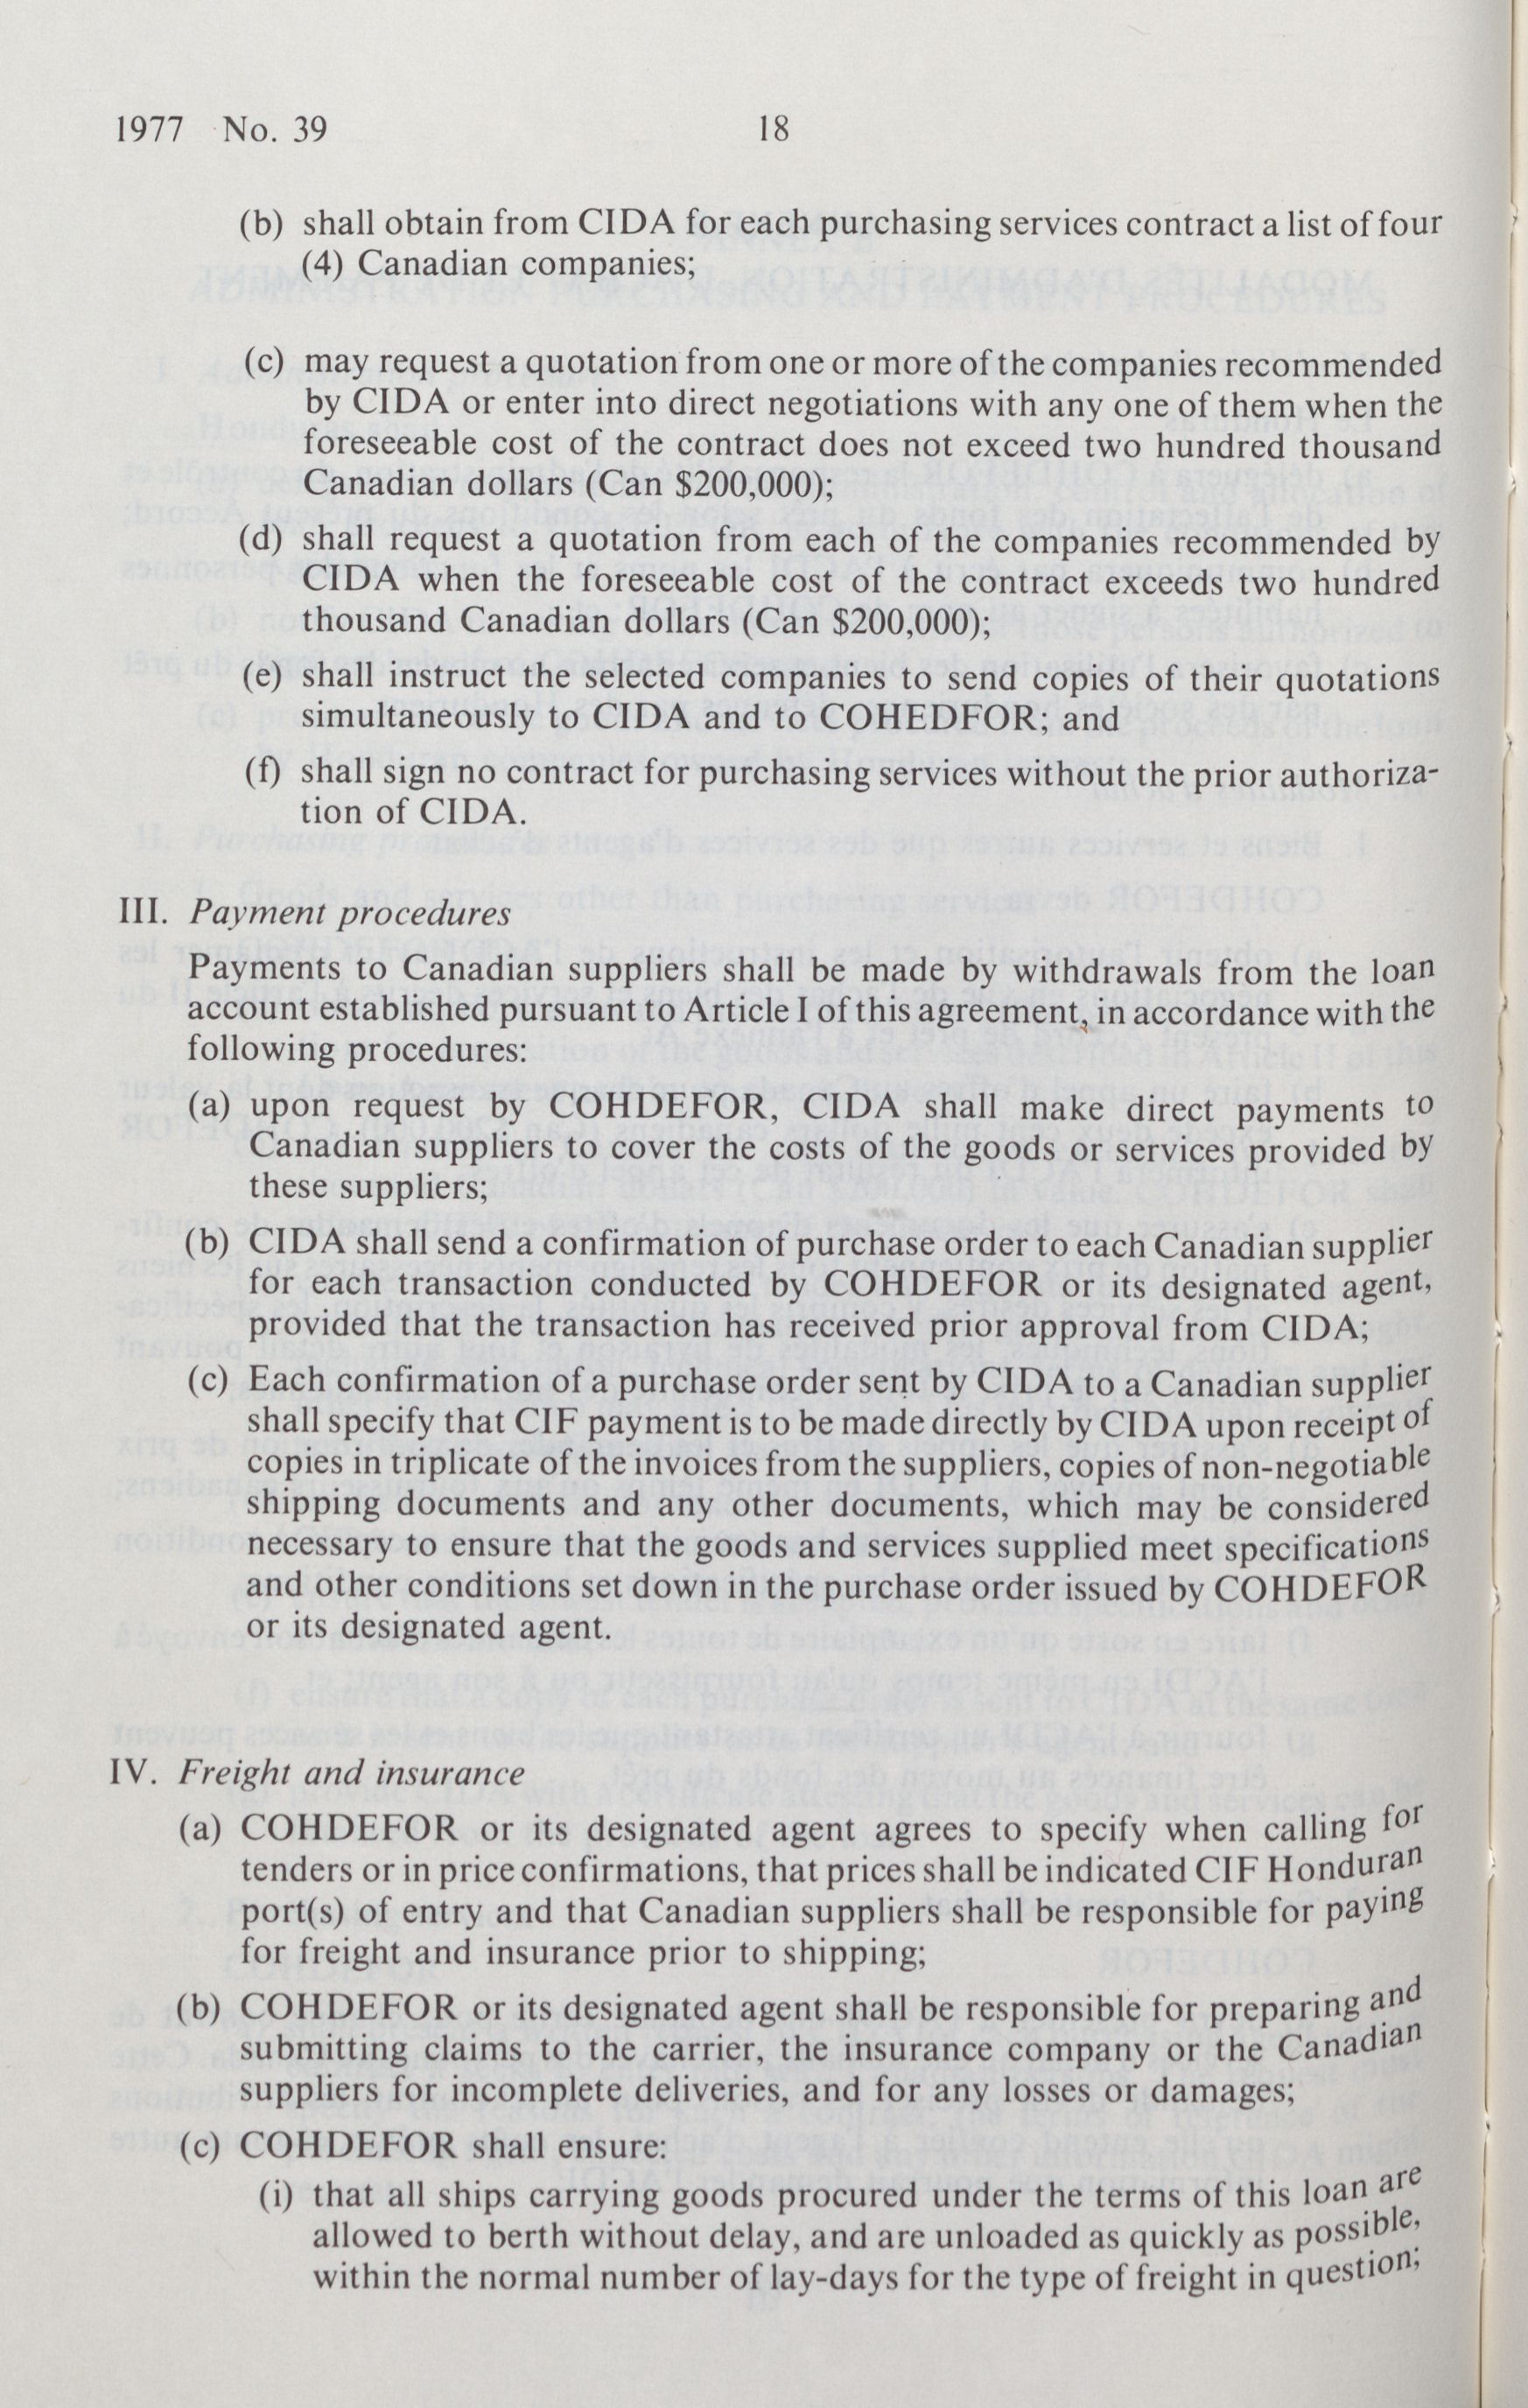 1977 No. 39
18
(b) shall obtain from CIDA for each purchasing services contract a list of four
(4) Canadian companies;
(c) may request a quotation from one or more of the companies recommended
by CIDA or enter into direct negotiations with any one of them when the
foreseeable cost of the contract does not exceed two hundred thousand
Canadian dollars (Can $200,000);
(d) shall request a quotation from each of the companies recommended by
CIDA when the foreseeable cost of the contract exceeds two hundred
thousand Canadian dollars (Can $200,000);
(e) shall instruct the selected companies to send copies of their quotations
simultaneously to CIDA and to COHEDFOR; and
(f) shall sign no contract for purchasing services without the prior authoriza-
tion of CIDA.
III. Payment procedures
Payments to Canadian suppliers shall be made by withdrawals from the loan
account established pursuant to Article I of this agreement, in accordance with the
following procedures:
(a) upon request by COHDEFOR, CIDA shall make direct payments to
Canadian suppliers to cover the costs of the goods or services provided by
these suppliers;
(b) CIDA shall send a confirmation of purchase order to each Canadian supplier
for each transaction conducted by COHDEFOR or its designated agent,
provided that the transaction has received prior approval from CIDA;
(c) Each confirmation of a purchase order sent by CIDA to a Canadian supplier
shall specify that CIF payment is to be made directly by CIDA upon receipt of
copies in triplicate of the invoices from the suppliers, copies of non-negotiable
shipping documents and any other documents, which may be considered
necessary to ensure that the goods and services supplied meet specifications
and other conditions set down in the purchase order issued by COHDEFOR
or its designated agent.
IV. Freight and insurance
(a) COHDEFOR or its designated agent agrees to specify when calling for
tenders or in price confirmations, that prices shall be indicated CIF Honduran
port(s) of entry and that Canadian suppliers shall be responsible for paying
for freight and insurance prior to shipping;
(b) COHDEFOR or its designated agent shall be responsible for preparing and
submitting claims to the carrier, the insurance company or the Canadian
suppliers for incomplete deliveries, and for any losses or damages;
(c) COHDEFOR shall ensure:
(i) that all ships carrying goods procured under the terms of this loan are
allowed to berth without delay, and are unloaded as quickly as possible,
within the normal number of lay-days for the type of freight in question;